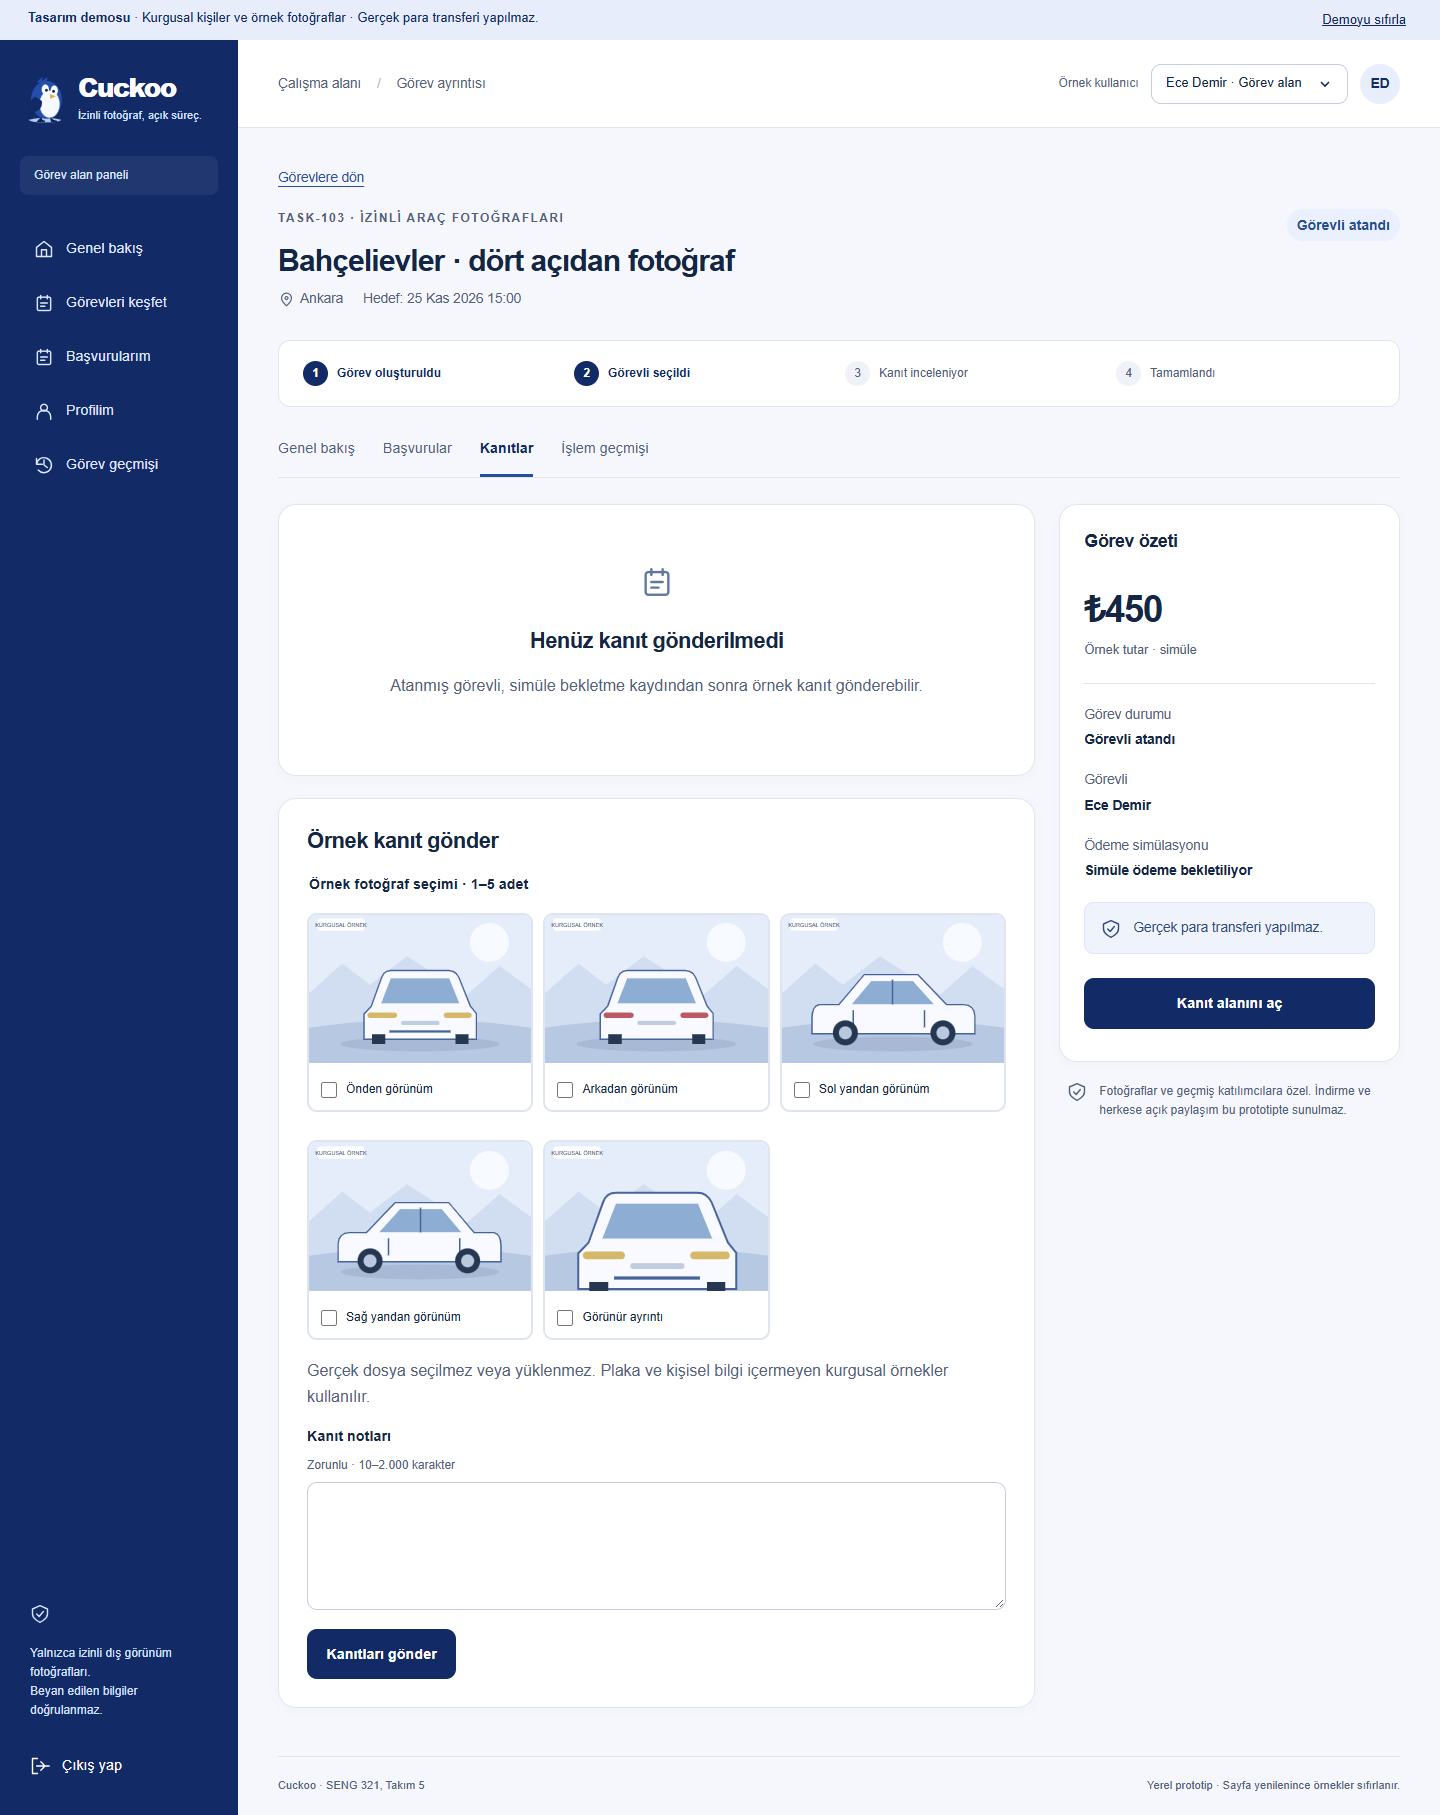 Tasarım demosu · Kurgusal kişiler ve örnek fotoğraflar · Gerçek para transferi yapılmaz.
Demoyu sıfırla
Cuckoo
İzinli fotoğraf, açık süreç.
Çalışma alanı / Görev ayrıntısı
Örnek kullanıcı
Ece Demir · Görev alan
ED
Görev alan paneli
Genel bakış
Görevleri keşfet
Başvurularım
Profilim
Görev geçmişi
Görevlere dön
TASK-103 · İZİNLİ ARAÇ FOTOĞRAFLARI
Görevli atandı
Bahçelievler · dört açıdan fotoğraf
Ankara Hedef: 25 Kas 2026 15:00
1 Görev oluşturuldu
2 Görevli seçildi
3 Kanıt inceleniyor
4 Tamamlandı
Genel bakış
Başvurular
Kanıtlar
İşlem geçmişi
Henüz kanıt gönderilmedi
Atanmış görevli, simüle bekletme kaydından sonra örnek kanıt gönderebilir.
Örnek kanıt gönder
Örnek fotoğraf seçimi · 1–5 adet
KURGUSAL ÖRNEK
KURGUSAL ÖRNEK
KURGUSAL ÖRNEK
Önden görünüm
Arkadan görünüm
Sol yandan görünüm
KURGUSAL ÖRNEK
KURGUSAL ÖRNEK
Sağ yandan görünüm
Görünür ayrıntı
Gerçek dosya seçilmez veya yüklenmez. Plaka ve kişisel bilgi içermeyen kurgusal örnekler
kullanılır.
Kanıt notları
Zorunlu · 10–2.000 karakter
Kanıtları gönder
Görev özeti
₺450
Örnek tutar · simüle
Görev durumu
Görevli atandı
Görevli
Ece Demir
Ödeme simülasyonu
Simüle ödeme bekletiliyor
Gerçek para transferi yapılmaz.
Kanıt alanını aç
Fotoğraflar ve geçmiş katılımcılara özel. İndirme ve
herkese açık paylaşım bu prototipte sunulmaz.
Yalnızca izinli dış görünüm
fotoğrafları.
Beyan edilen bilgiler
doğrulanmaz.
Çıkış yap
Cuckoo · SENG 321, Takım 5
Yerel prototip · Sayfa yenilenince örnekler sıfırlanır.